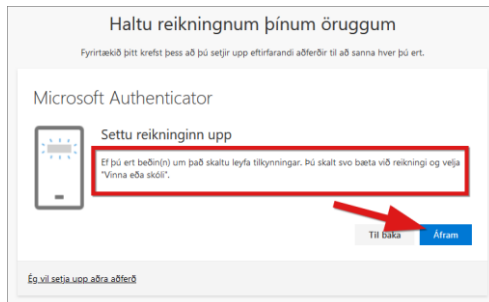 Haltu reikningnum þínum öruggum
Fyrirtækið þitt krefst þess að þú setjir upp eftirfarandi aðferðir til að sanna hver þú ert.
Microsoft Authenticator
Settu reikninginn upp
Ef þú ert beðin(n) um það skaltu leyfa tilkynningar. Þú skalt svo bæta við reikningi og velja
"Vinna eða skóli".
Til baka
Áfram
Ég vil setja upp aðra aðferð